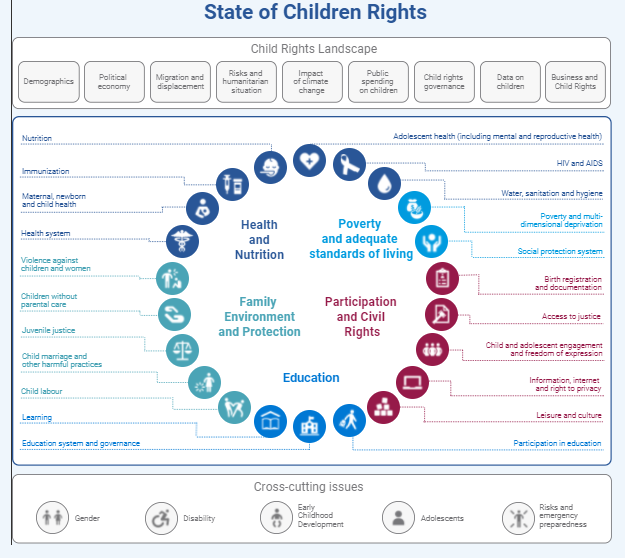 State of Children Rights
Child Rights Landscape
Demographics
Political
economy
Migration and
displacement
Risks and
humanitarian
situation
Impact
of climate
change
Public
spending
on children
Child rights
governance
Data on
children
Business and
Child Rights
Nutrition
Immunization
Maternal, newborn
and child health
Health system
Violence against
children and women
Children without
parental care
Juvenile justice
Child marriage and
other harmful practices
Child labour
Learning
Education system and governance
Health
and
Nutrition
Poverty
and adequate
standards of living
Family
Environment
and Protection
Participation
and Civil
Rights
Education
Adolescent health (including mental and reproductive health)
HIV and AIDS
Water, sanitation and hygiene
Poverty and multi-
dimensional deprivation
Social protection system
Birth registration
and documentation
Access to justice
Child and adolescent engagement
and freedom of expression
Information, internet
and right to privacy
Leisure and culture
Participation in education
Cross-cutting issues
Gender
Disability
Early
Childhood
Development
Adolescents
Risks and
emergency
preparedness